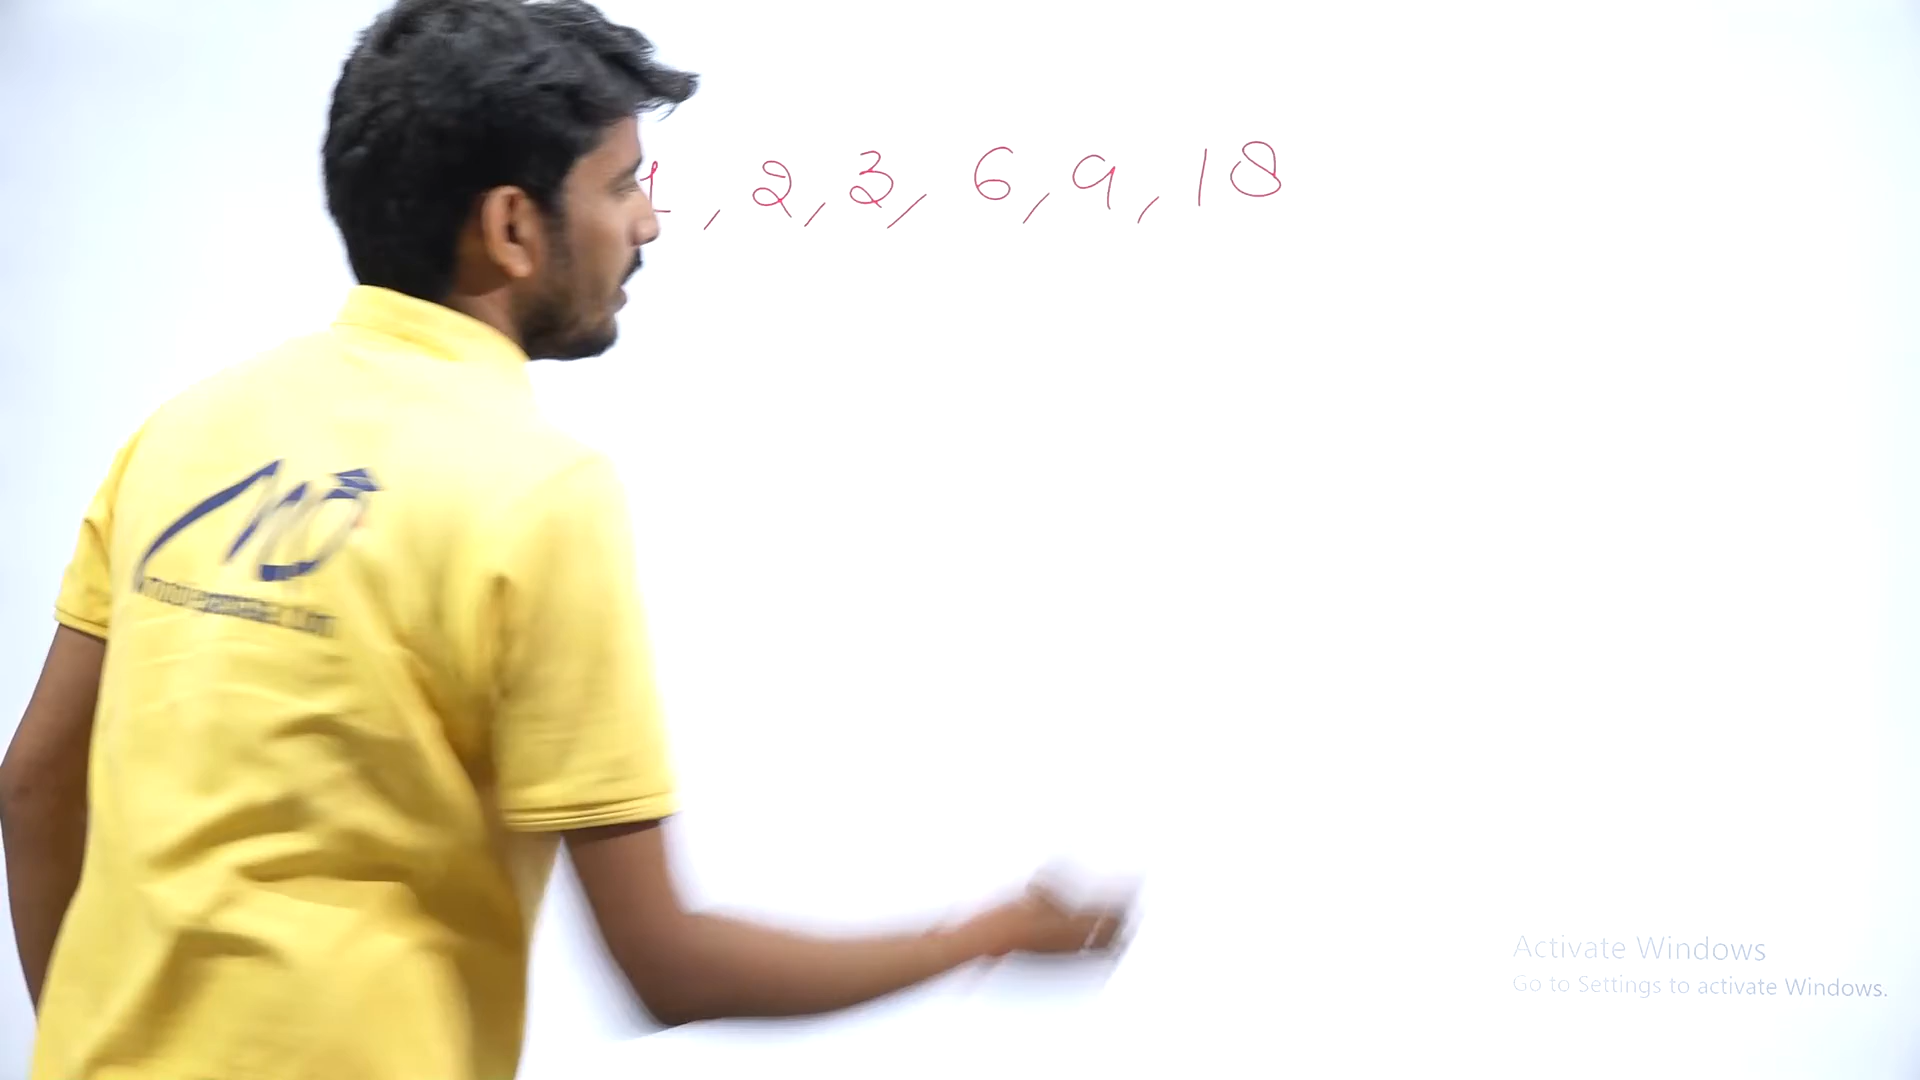 1, 2, 3, 6, 9, 18
Activate Windows
Go to Settings to activate Windows.